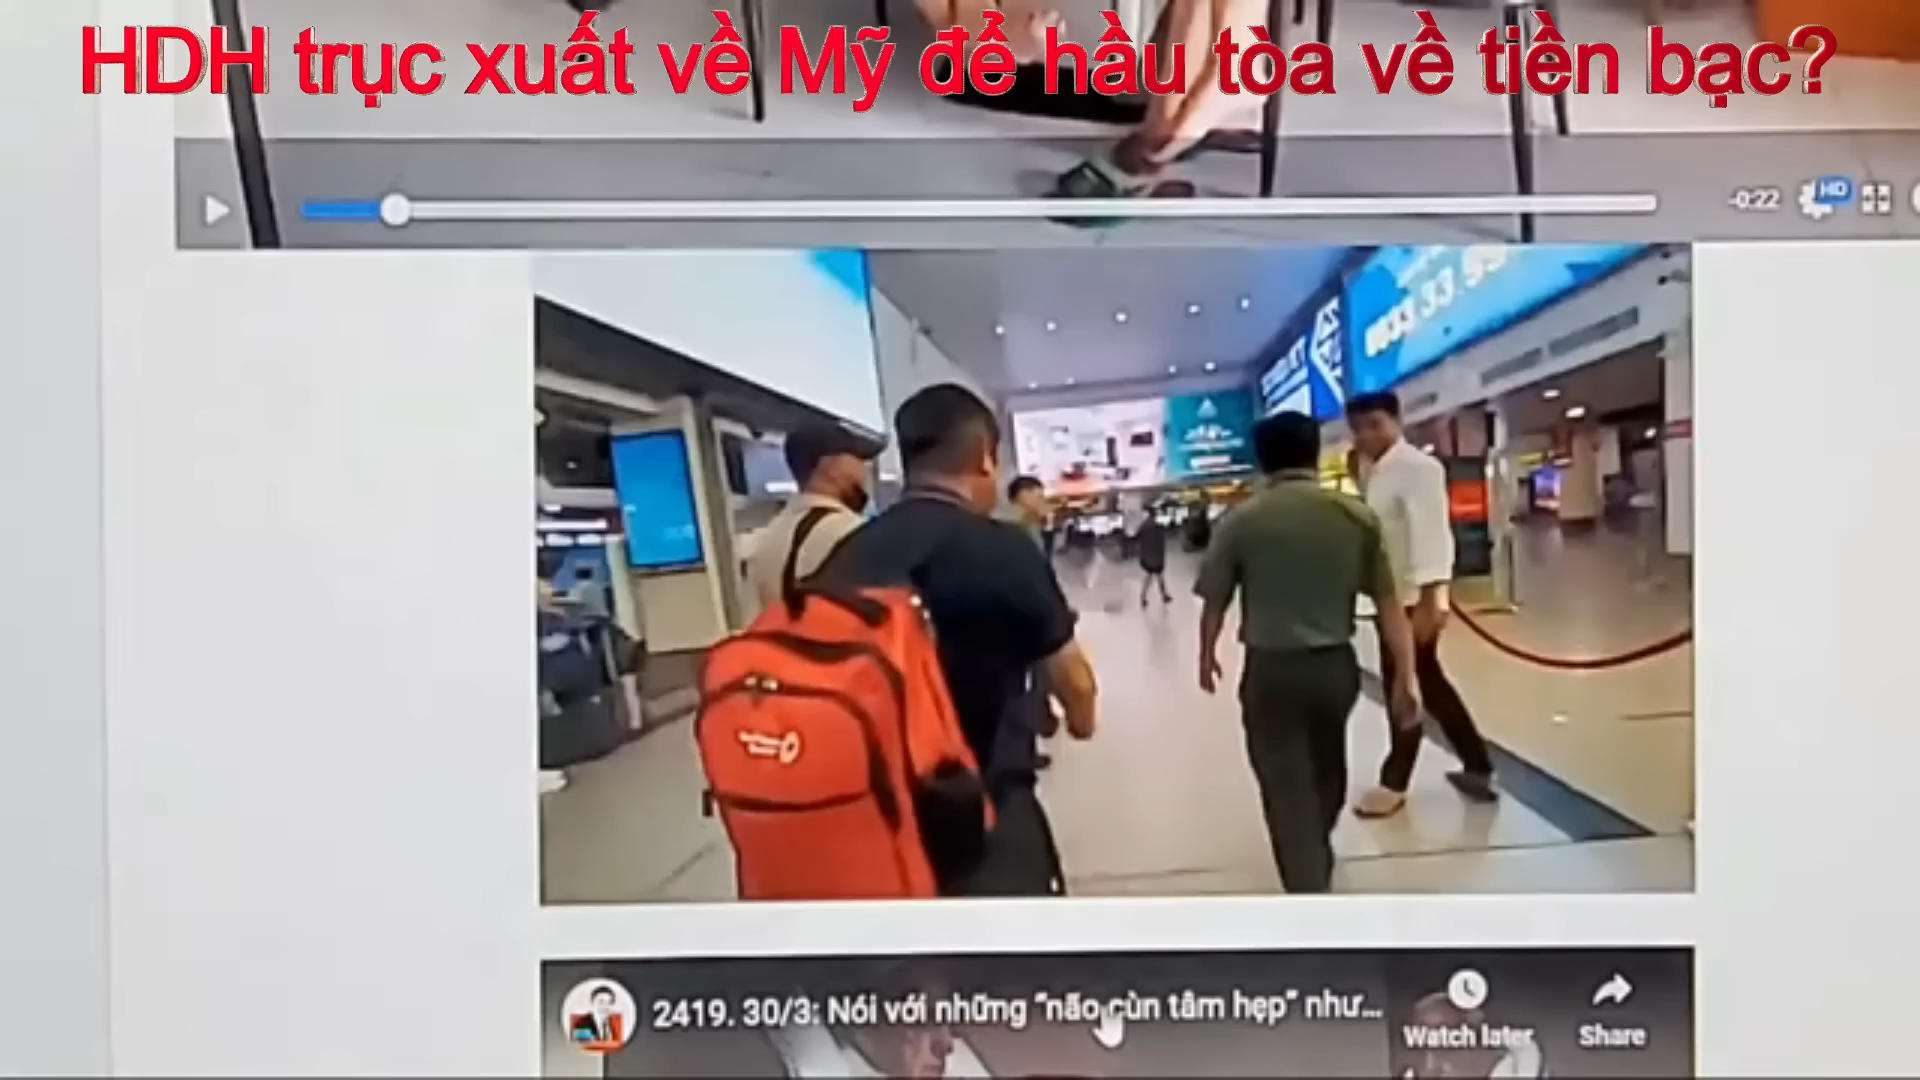 HDH trục xuất về Mỹ để hầu tòa về tiền bạc?
-0:22
HD
2419. 30/3: Nói với những “não cùn tâm hẹp” như...
Watch later
Share